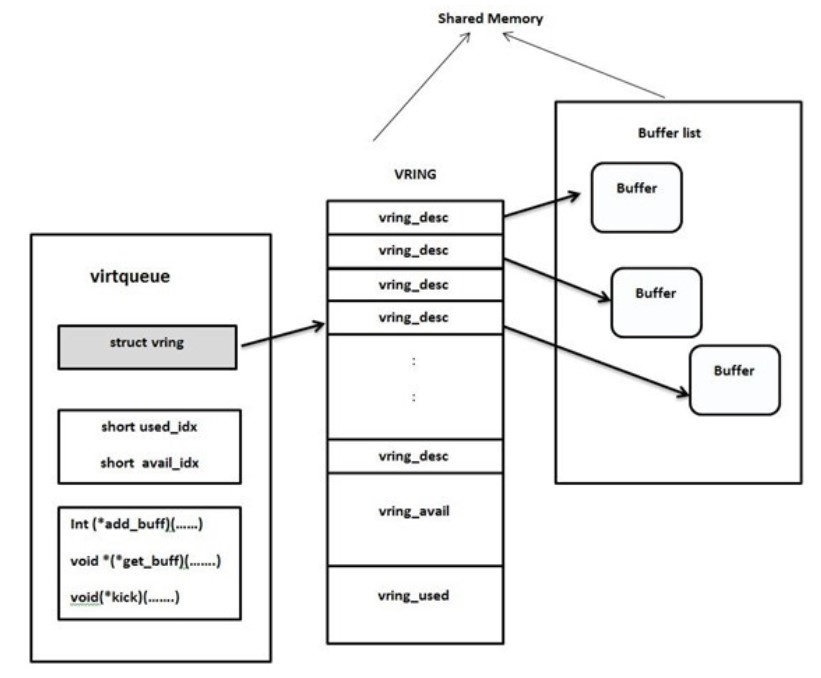 Shared Memory
VRING
vring_desc
vring_desc
vring_desc
vring_desc
:
:
vring_desc
vring_avail
vring_used
Buffer list
Buffer
Buffer
Buffer
virtqueue
struct vring
short used_idx
short avail_idx
Int (*add_buff)(......)
void *(*get_buff)(.......)
void(*kick)(.......)